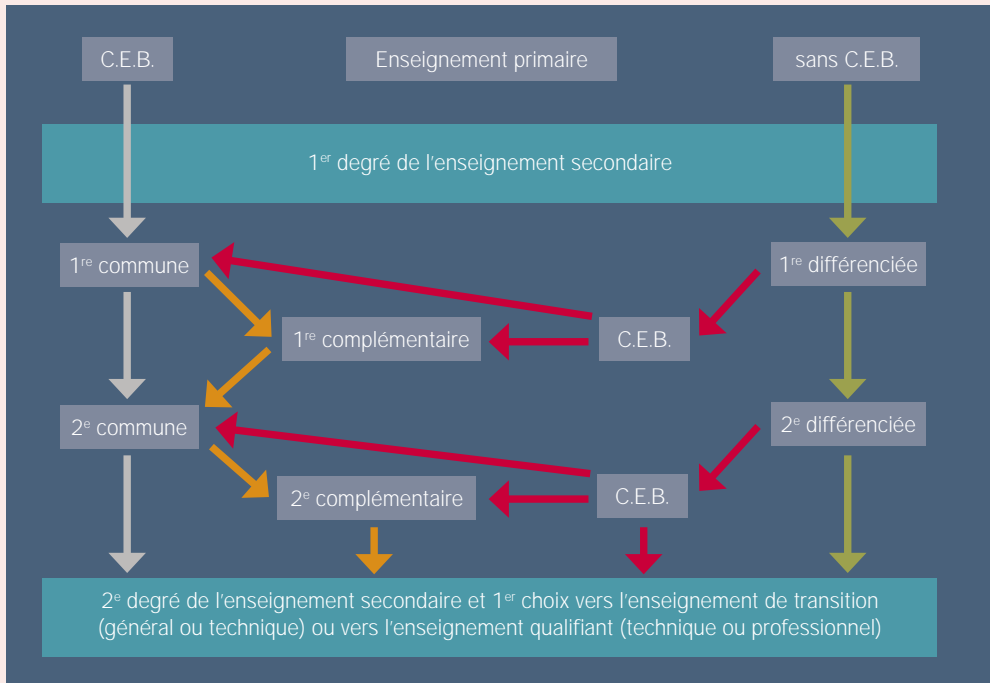 C.E.B.
Enseignement primaire
sans C.E.B.
1er degré de l'enseignement secondaire
1re commune
1re différenciée
1re complémentaire
C.E.B.
2e commune
2e différenciée
2e complémentaire
C.E.B.
2e degré de l'enseignement secondaire et 1er choix vers l'enseignement de transition
(général ou technique) ou vers l'enseignement qualifiant (technique ou professionnel)